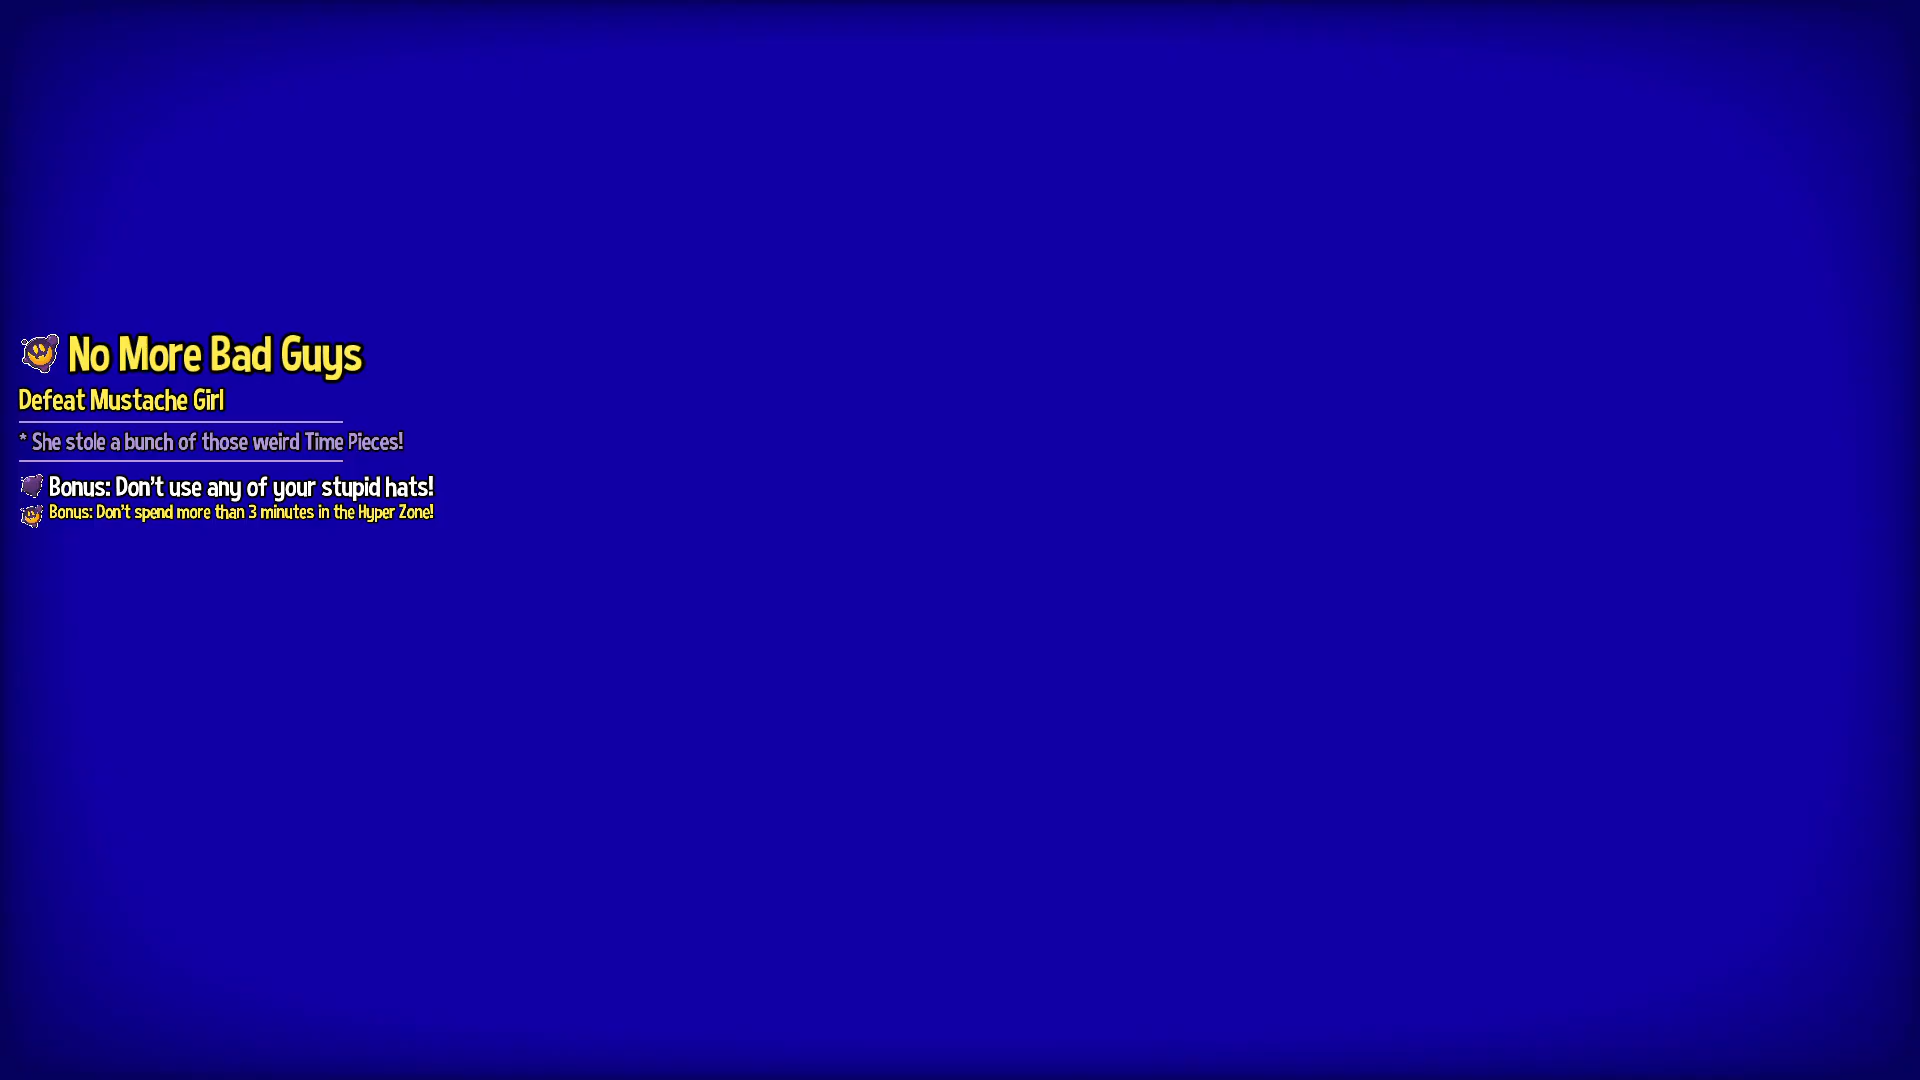 No More Bad Guys
Defeat Mustache Girl
* She stole a bunch of those weird Time Pieces!
Bonus: Don't use any of your stupid hats!
Bonus: Don't spend more than 3 minutes in the Hyper Zone!